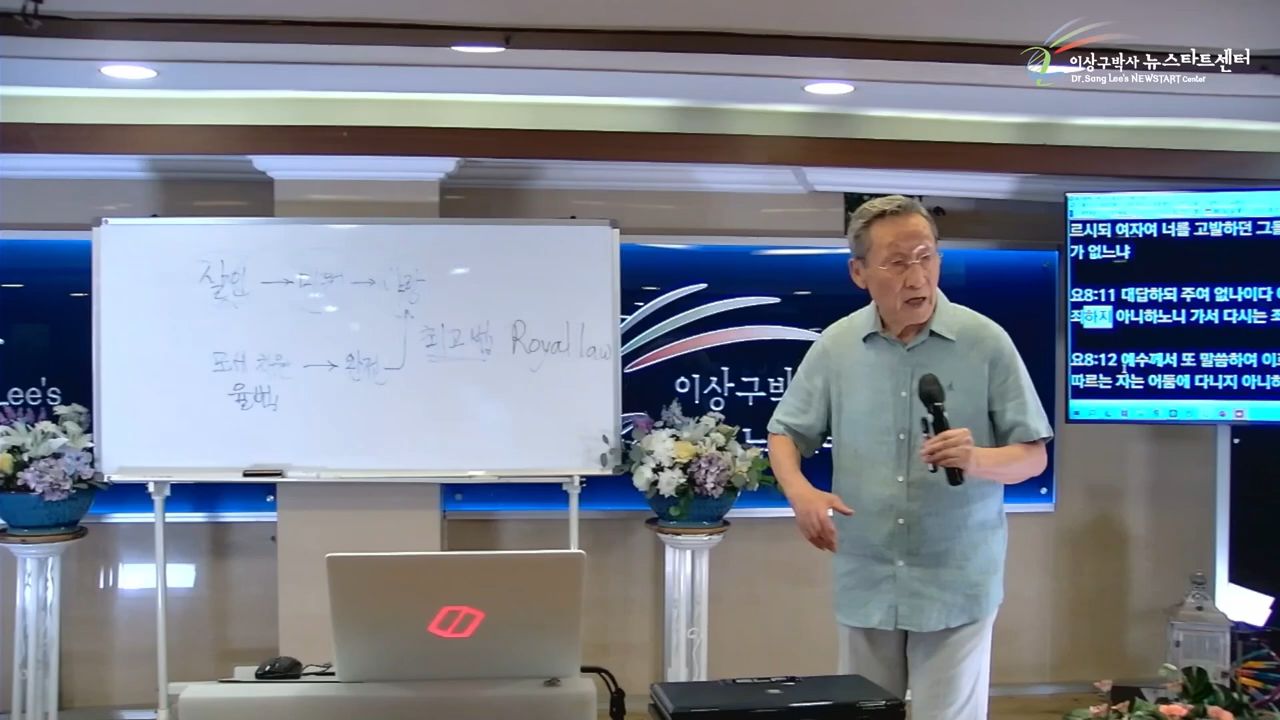 이상구박사 뉴스타트센터
Dr. Sang Lee's NEWSTART Center
살인 → → 사랑
최고법 Royal law
모세 차원 → 완전
율법
Lee's
이상구박
르시되 여자여 너를 고발하던 그들
가 없느냐
요8:11 대답하되 주여 없나이다
죄하지 아니하노니 가서 다시는 죄
요8:12 예수께서 또 말씀하여
따르는 자는 어둠에 다니지 아니하